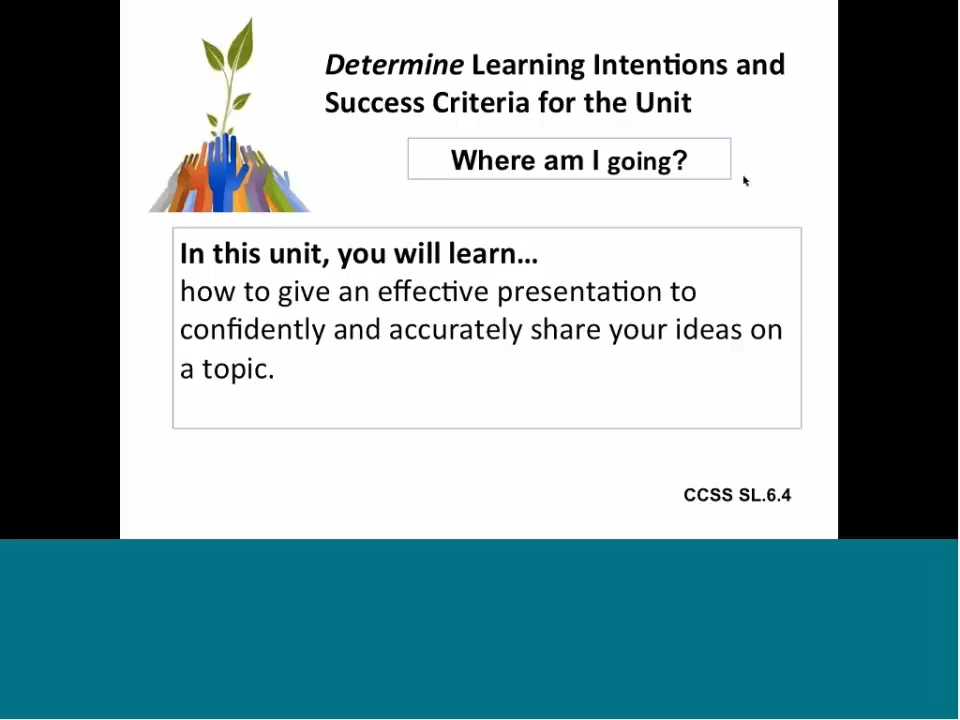 Determine Learning Intentions and
Success Criteria for the Unit
Where am I going?
In this unit, you will learn…
how to give an effective presentation to
confidently and accurately share your ideas on
a topic.
CCSS SL.6.4